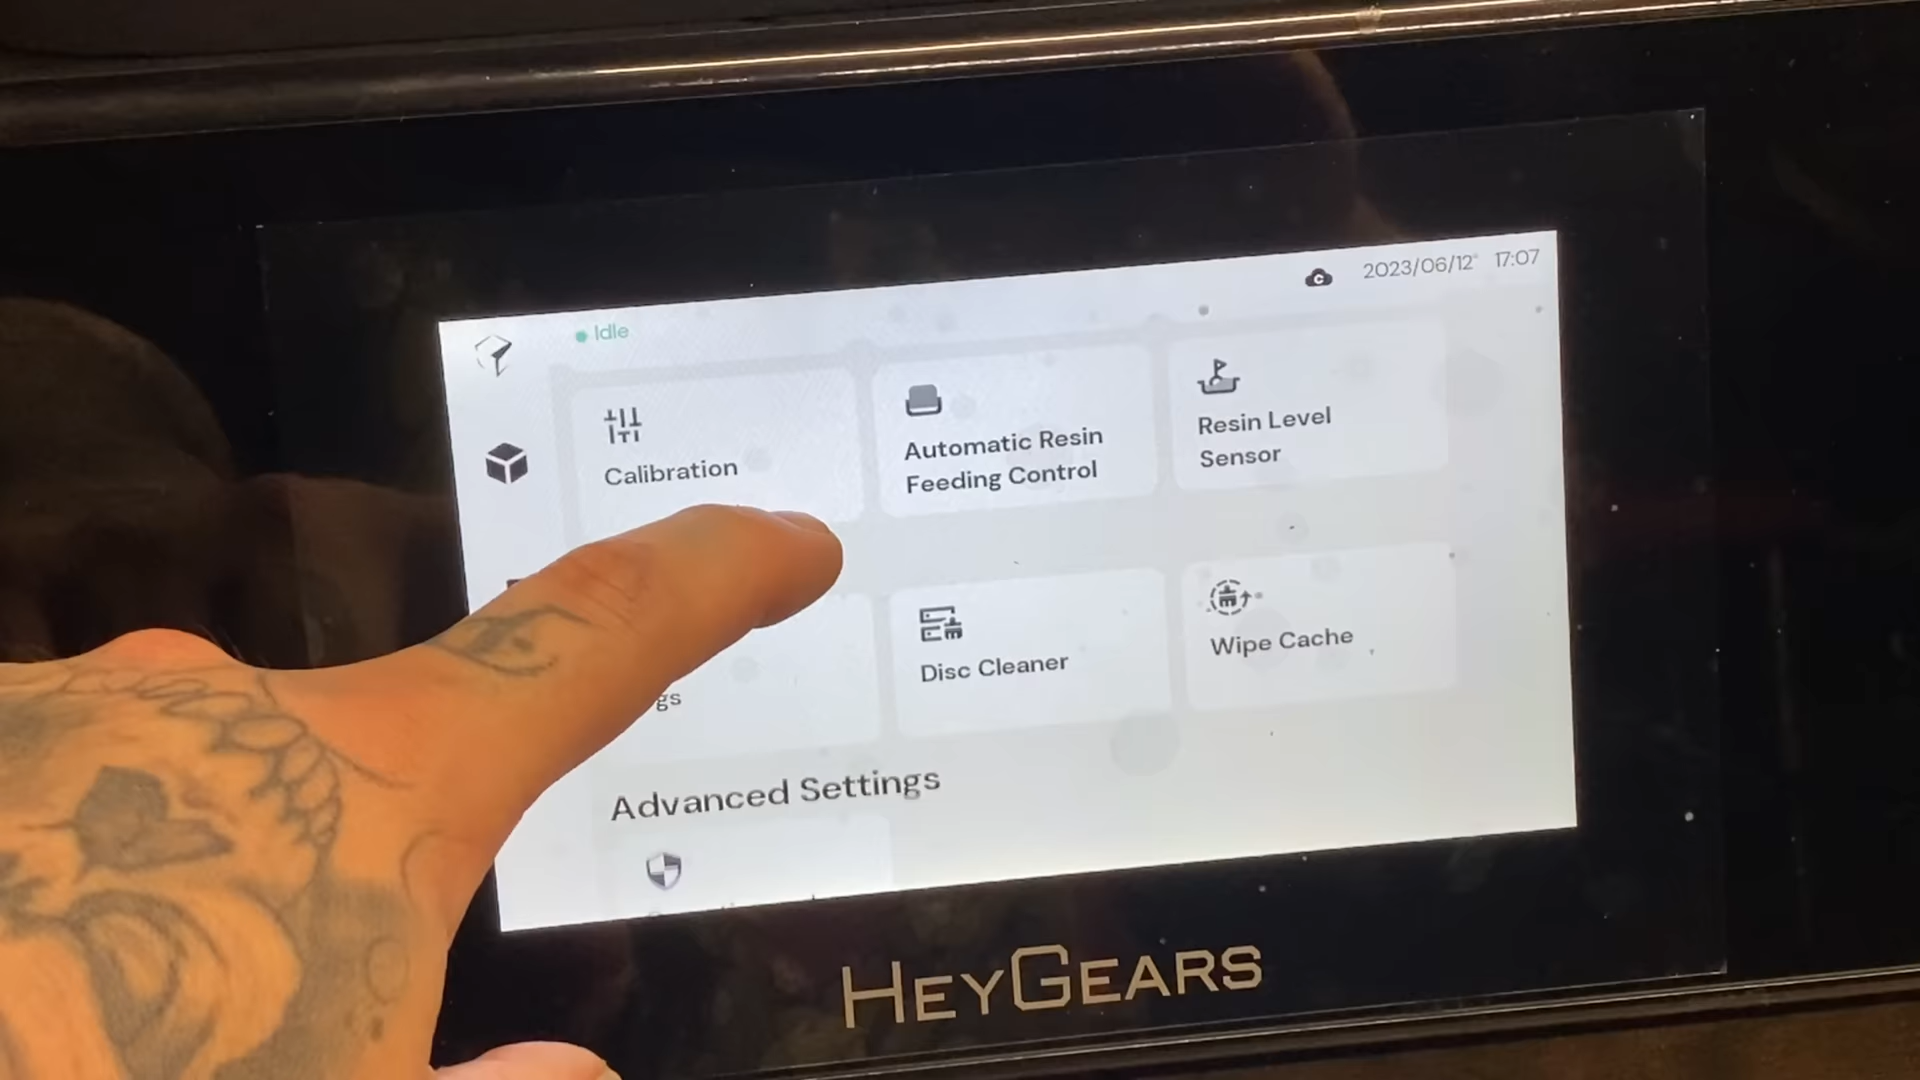 2023/06/12 17:07
Idle
Calibration
Automatic Resin
Feeding Control
Resin Level
Sensor
gs
Disc Cleaner
Wipe Cache
Advanced Settings
HEYGEARS